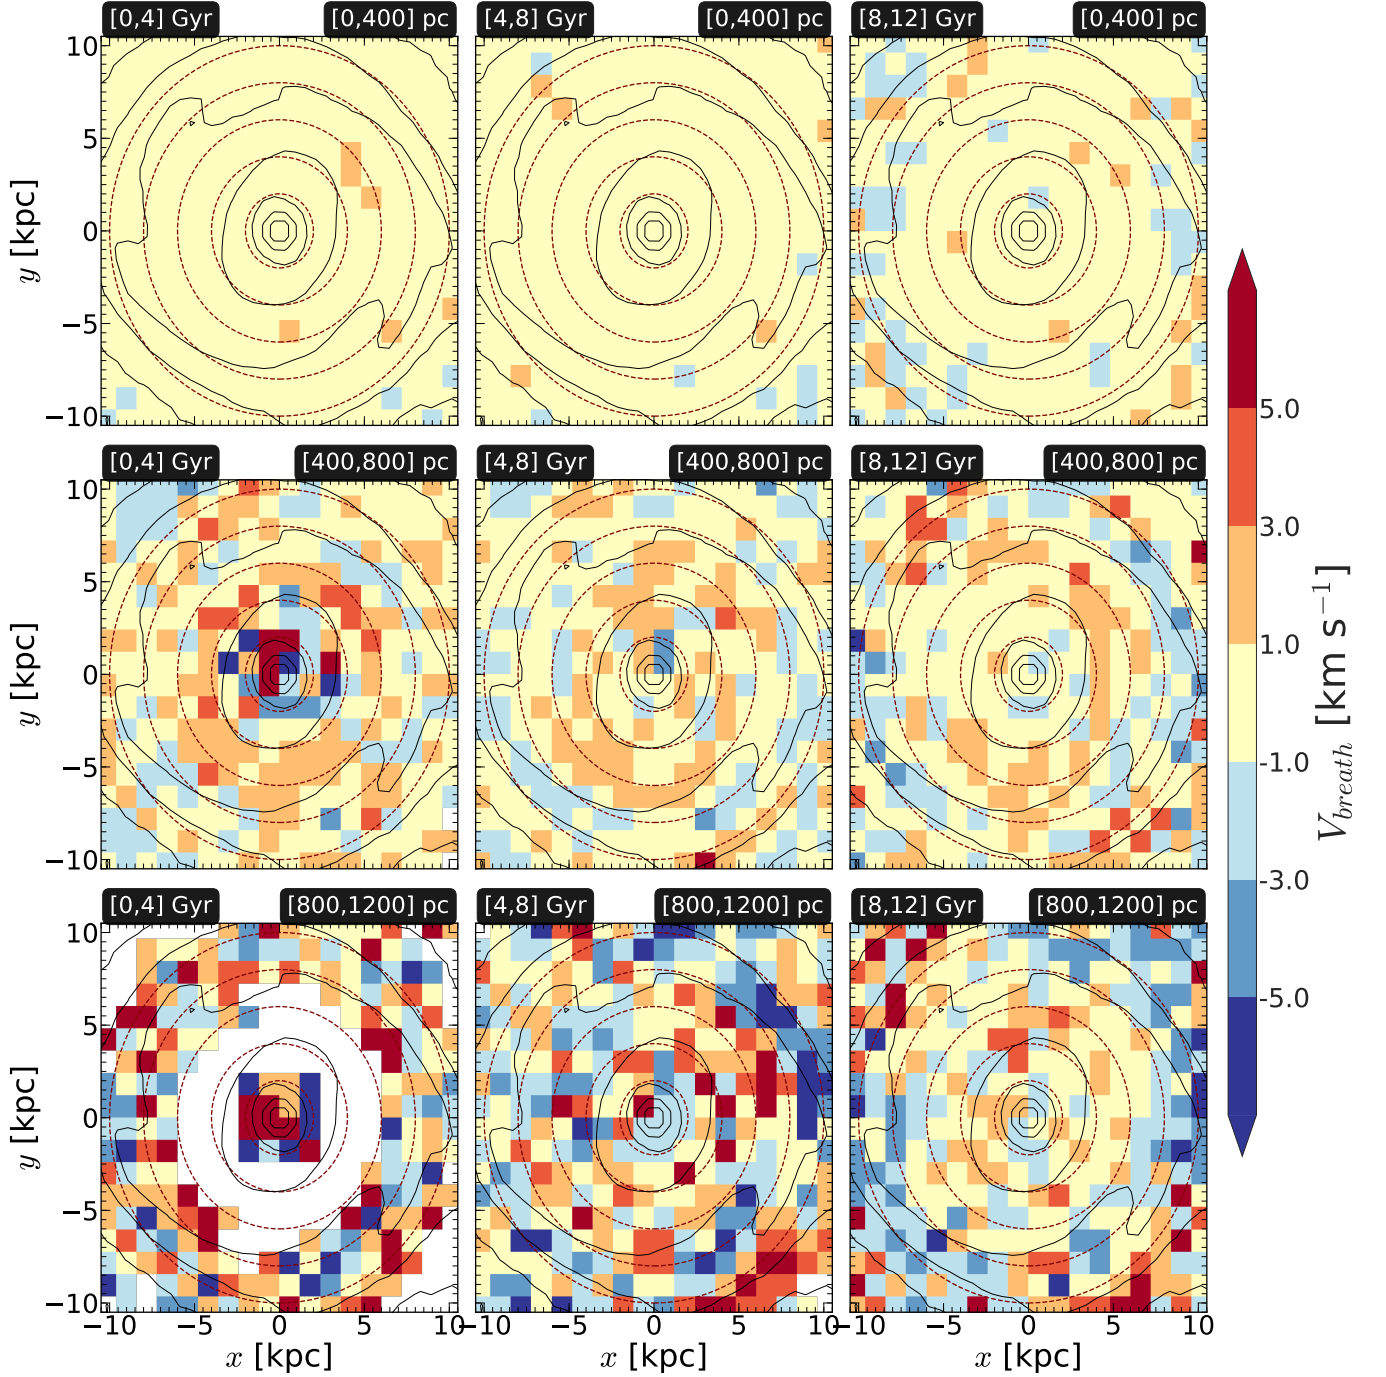 [0,4] Gyr [0,400] pc [4,8] Gyr [0,400] pc [8,12] Gyr [0,400] pc
10
5
0
−5
−10
y [kpc]
[0,4] Gyr [400,800] pc [4,8] Gyr [400,800] pc [8,12] Gyr [400,800] pc
10
5
0
−5
−10
y [kpc]
[0,4] Gyr [800,1200] pc [4,8] Gyr [800,1200] pc [8,12] Gyr [800,1200] pc
10
5
0
−5
−10
y [kpc]
−10 −5 0 5 10 −10 −5 0 5 10 −10 −5 0 5 10
x [kpc] x [kpc] x [kpc]
5.0
3.0
1.0
-1.0
-3.0
-5.0
V_breath [km s⁻¹]